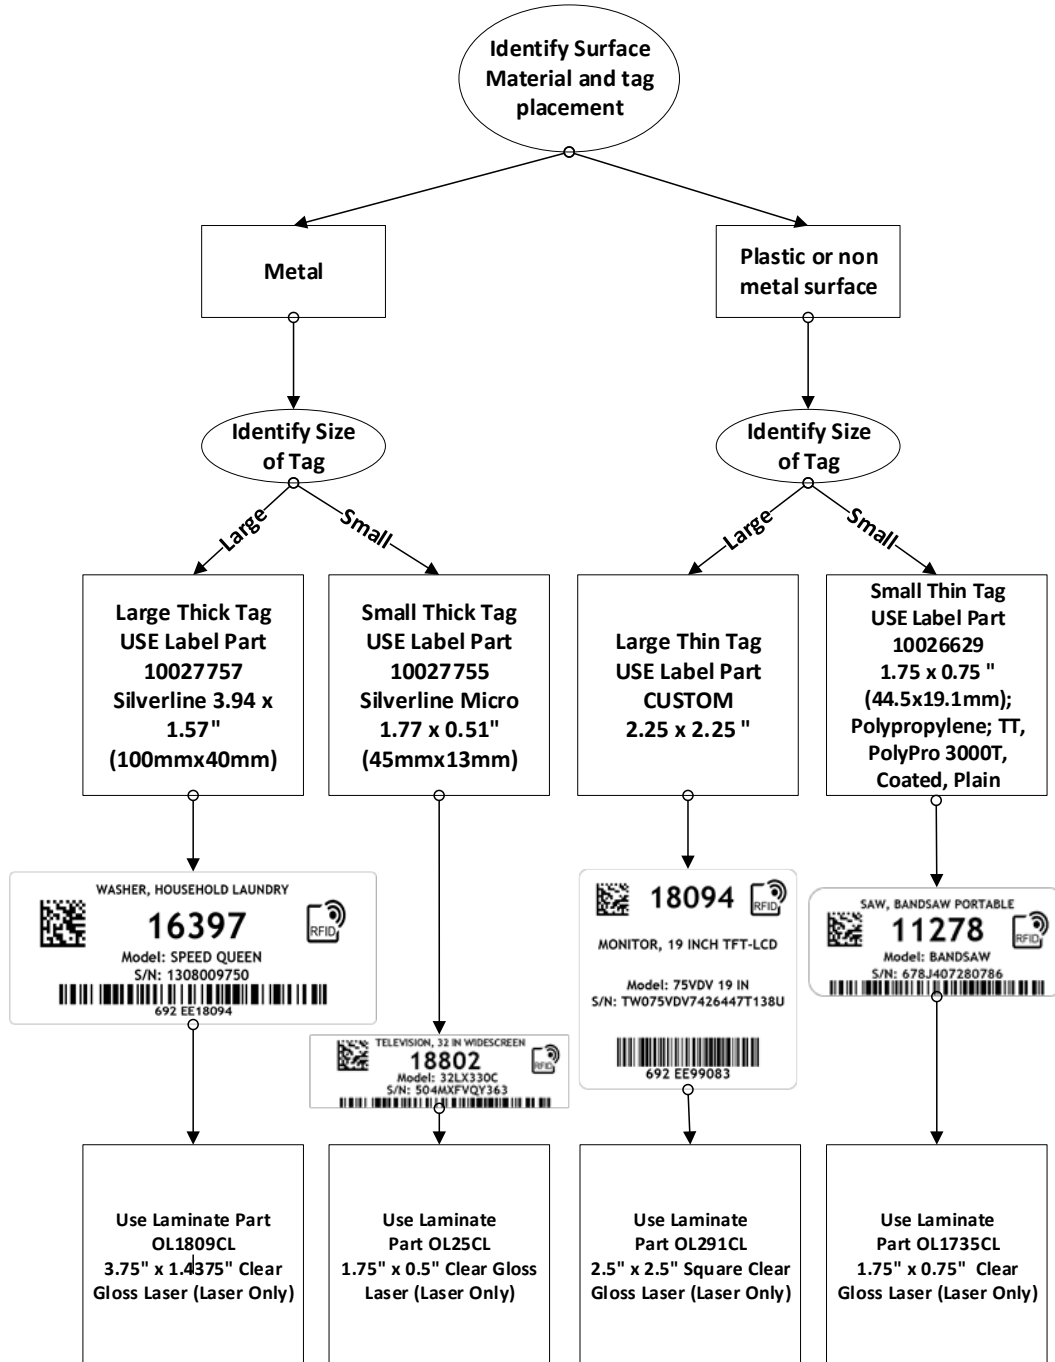 Identify Surface
Material and tag
placement
Metal
Plastic or non
metal surface
Identify Size
of Tag
Identify Size
of Tag
Large
Small
Large
Small
Large Thick Tag
USE Label Part
10027757
Silverline 3.94 x
1.57"
(100mmx40mm)
Small Thick Tag
USE Label Part
10027755
Silverline Micro
1.77 x 0.51"
(45mmx13mm)
Large Thin Tag
USE Label Part
CUSTOM
2.25 x 2.25 "
Small Thin Tag
USE Label Part
10026629
1.75 x 0.75 "
(44.5x19.1mm);
Polypropylene; TT,
PolyPro 3000T,
Coated, Plain
WASHER, HOUSEHOLD LAUNDRY
16397
RFID
Model: SPEED QUEEN
S/N: 1308009750
692 EE18094
TELEVISION, 32 IN WIDESCREEN
18802
RFID
Model: 32LX330C
S/N: 504MXFVQY363
18094
RFID
MONITOR, 19 INCH TFT-LCD
Model: 75VDV 19 IN
S/N: TW075VDV7426447T138U
692 EE99083
SAW, BANDSAW PORTABLE
11278
RFID
Model: BANDSAW
S/N: 678J407280786
Use Laminate Part
OL1809CL
3.75" x 1.4375" Clear
Gloss Laser (Laser Only)
Use Laminate
Part OL25CL
1.75" x 0.5" Clear Gloss
Laser (Laser Only)
Use Laminate
Part OL291CL
2.5" x 2.5" Square Clear
Gloss Laser (Laser Only)
Use Laminate
Part OL1735CL
1.75" x 0.75" Clear
Gloss Laser (Laser Only)